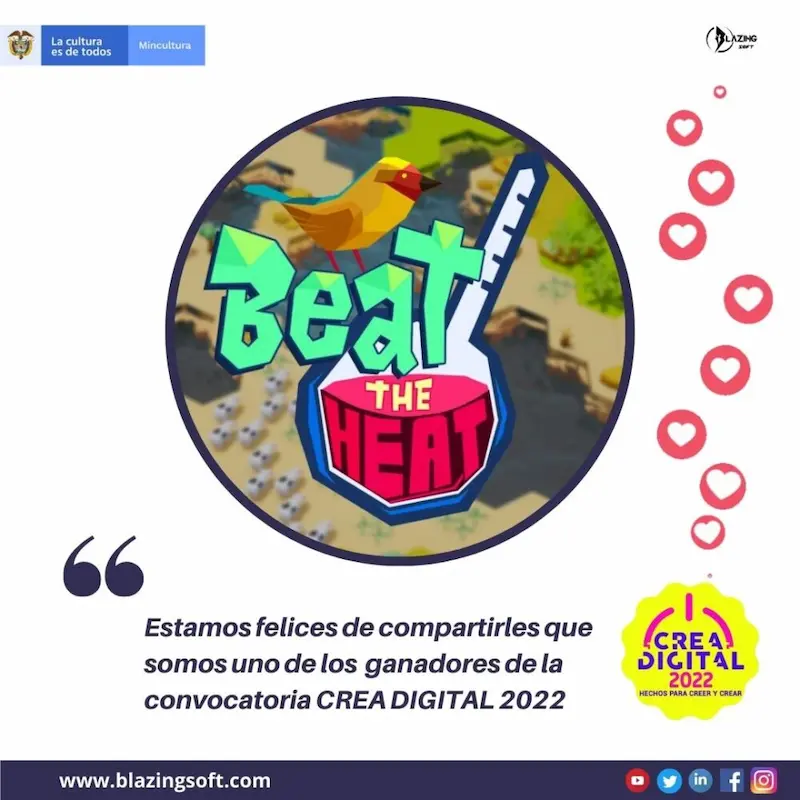 La cultura
es de todos
Mincultura
BLAZING
SOFT
Beat
THE
HEAT
“
Estamos felices de compartirles que
somos uno de los ganadores de la
convocatoria CREA DIGITAL 2022
CREA
DIGITAL
2022
HECHOS PARA CREER Y CREAR
www.blazingsoft.com